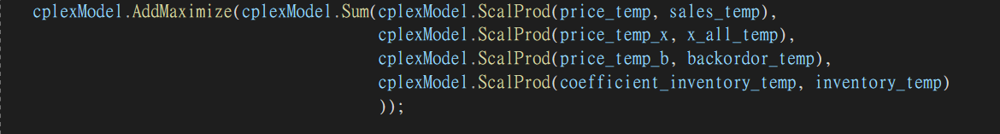 cplexModel.AddMaximize(cplexModel.Sum(cplexModel.ScalProd(price_temp, sales_temp),
cplexModel.ScalProd(price_temp_x, x_all_temp),
cplexModel.ScalProd(price_temp_b, backordor_temp),
cplexModel.ScalProd(coefficient_inventory_temp, inventory_temp)
));